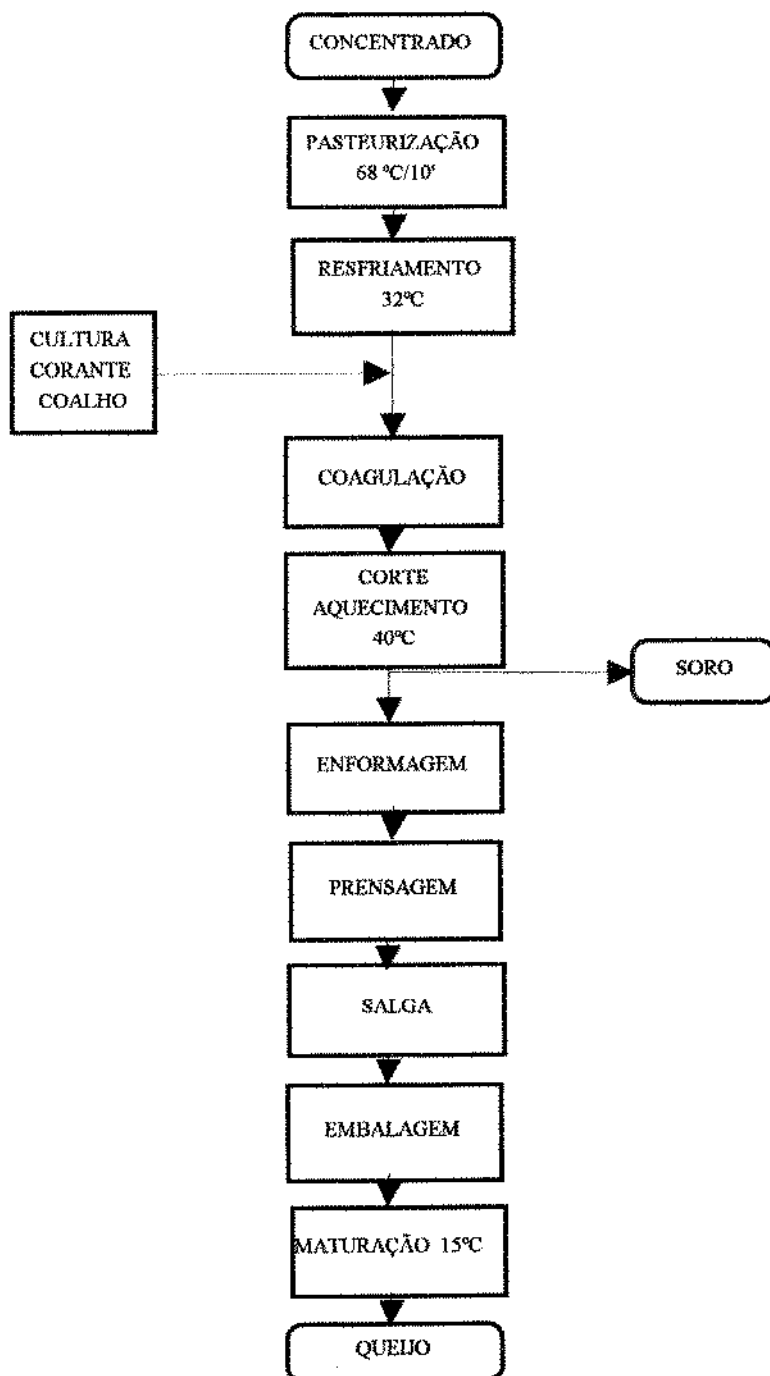 CONCENTRADO
PASTEURIZAÇÃO
68 ºC/10'
RESFRIAMENTO
32ºC
CULTURA
CORANTE
COALHO
COAGULAÇÃO
CORTE
AQUECIMENTO
40ºC
SORO
ENFORMAGEM
PRENSAGEM
SALGA
EMBALAGEM
MATURAÇÃO 15ºC
QUEIJO